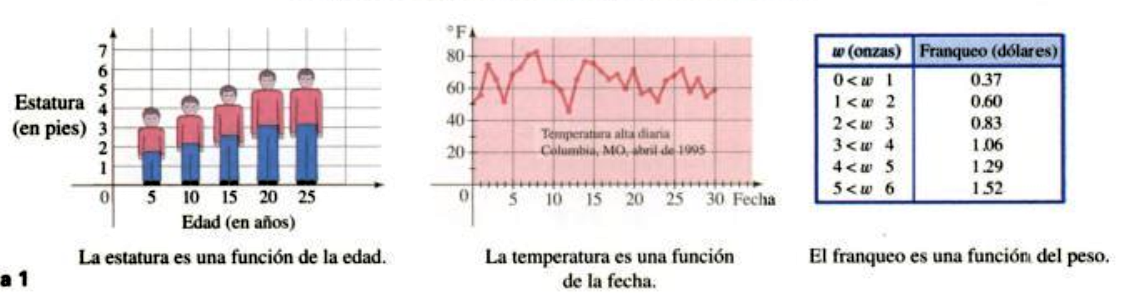 7
6
5
4
3
2
1
0
Estatura
(en pies)
5 10 15 20 25
Edad (en años)
La estatura es una función de la edad.
°F
80
60
40
20
0
Temperatura alta diaria
Columbia, MO, abril de 1995
5 10 15 20 25 30 Fecha
La temperatura es una función
de la fecha.
w (onzas) Franqueo (dólares)
0 < w 1 0.37
1 < w 2 0.60
2 < w 3 0.83
3 < w 4 1.06
4 < w 5 1.29
5 < w 6 1.52
El franqueo es una función del peso.
a 1